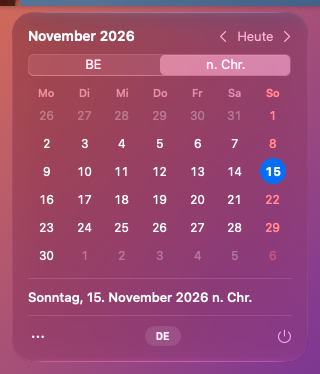 November 2026 Heute
BE n. Chr.
Mo Di Mi Do Fr Sa So
26 27 28 29 30 31 1
2 3 4 5 6 7 8
9 10 11 12 13 14 15
16 17 18 19 20 21 22
23 24 25 26 27 28 29
30 1 2 3 4 5 6
Sonntag, 15. November 2026 n. Chr.
DE